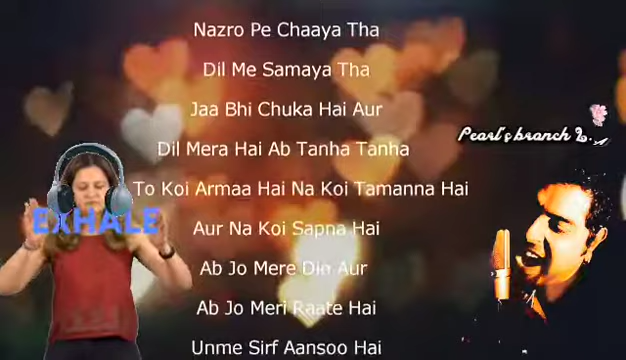 Nazro Pe Chaaya Tha
Dil Me Samaya Tha
Jaa Bhi Chuka Hai Aur
Pearl's branch 2..
Dil Mera Hai Ab Tanha Tanha
To Koi Armaa Hai Na Koi Tamanna Hai
EXHALE
Aur Na Koi Sapna Hai
Ab Jo Mere Din Aur
Ab Jo Meri Raate Hai
Unme Sirf Aansoo Hai